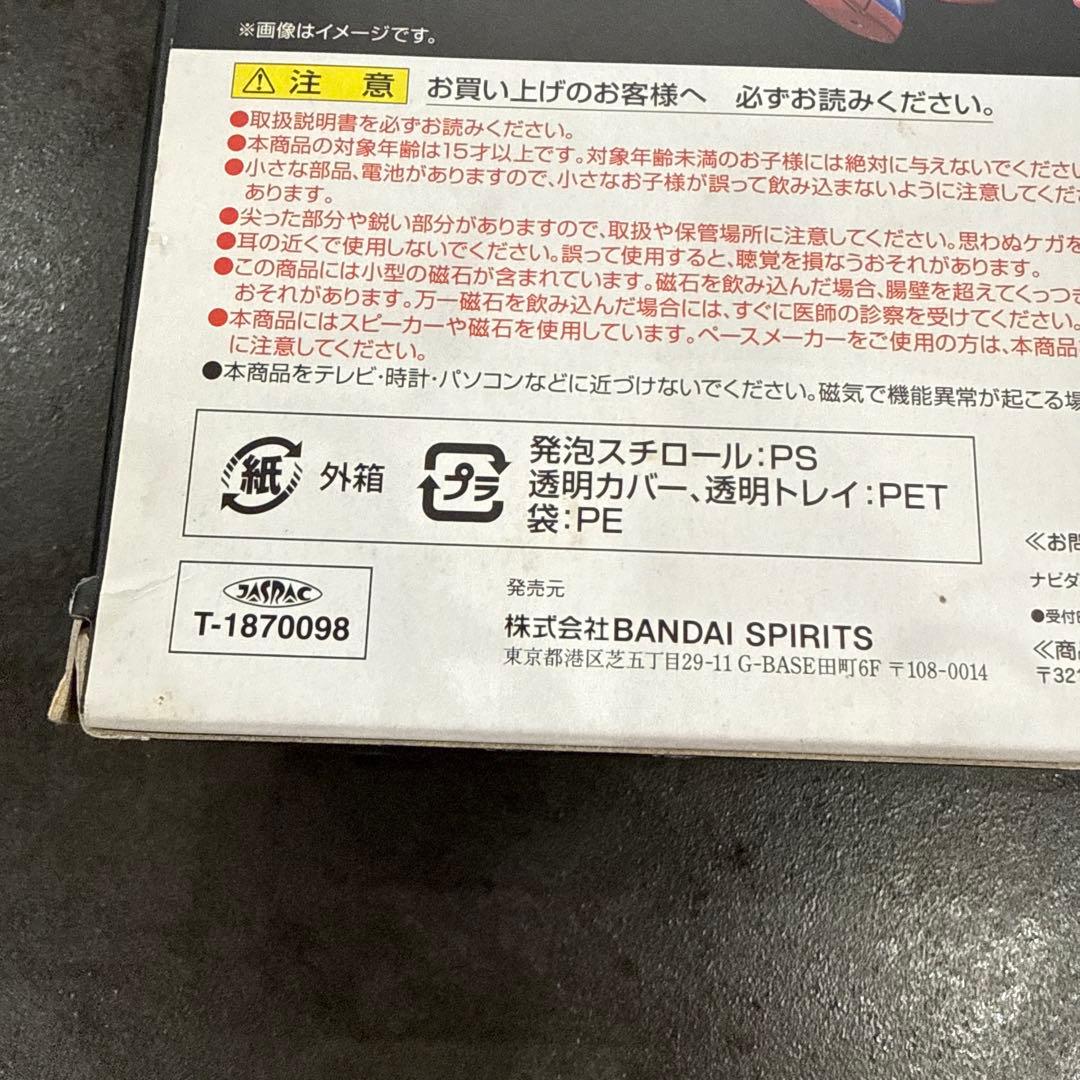 ※画像はイメージです。
⚠注 意 お買い上げのお客様へ 必ずお読みください。
●取扱説明書を必ずお読みください。
●本商品の対象年齢は15才以上です。対象年齢未満のお子様には絶対に与えないでくださ
●小さな部品、電池がありますので、小さなお子様が誤って飲み込まないように注意してくだ
あります。
●尖った部分や鋭い部分がありますので、取扱や保管場所に注意してください。思わぬケガを
●耳の近くで使用しないでください。誤って使用すると、聴覚を損なうおそれがあります。
●この商品には小型の磁石が含まれています。磁石を飲み込んだ場合、腸壁を超えてくっつき
おそれがあります。万一磁石を飲み込んだ場合には、すぐに医師の診察を受けてください。
●本商品にはスピーカーや磁石を使用しています。ペースメーカーをご使用の方は、本商品
に注意してください。
●本商品をテレビ・時計・パソコンなどに近づけないでください。磁気で機能異常が起こる場
紙 外箱 プラ 発泡スチロール:PS
透明カバー、透明トレイ:PET
袋:PE
JASRAC
T-1870098
発売元
株式会社BANDAI SPIRITS
東京都港区芝五丁目29-11 G-BASE田町6F 〒108-0014
≪お問
ナビダ
●受付
≪商
〒321